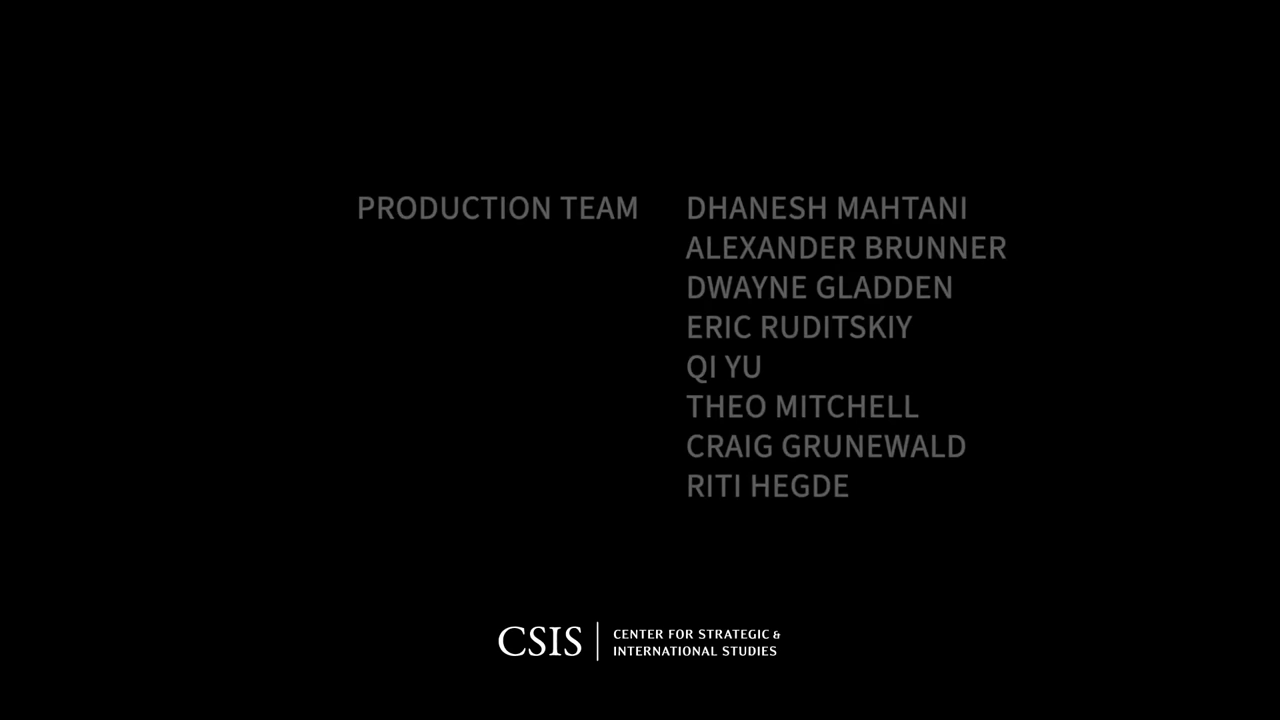 PRODUCTION TEAM DHANESH MAHTANI
ALEXANDER BRUNNER
DWAYNE GLADDEN
ERIC RUDITSKIY
QI YU
THEO MITCHELL
CRAIG GRUNEWALD
RITI HEGDE
CSIS CENTER FOR STRATEGIC &
INTERNATIONAL STUDIES